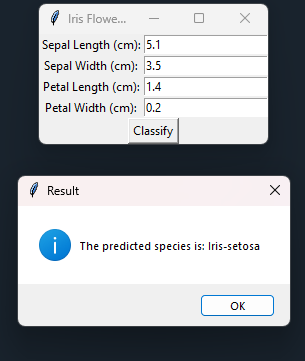 Iris Flowe...
Sepal Length (cm): 5.1
Sepal Width (cm): 3.5
Petal Length (cm): 1.4
Petal Width (cm): 0.2
Classify
Result
The predicted species is: Iris-setosa
OK